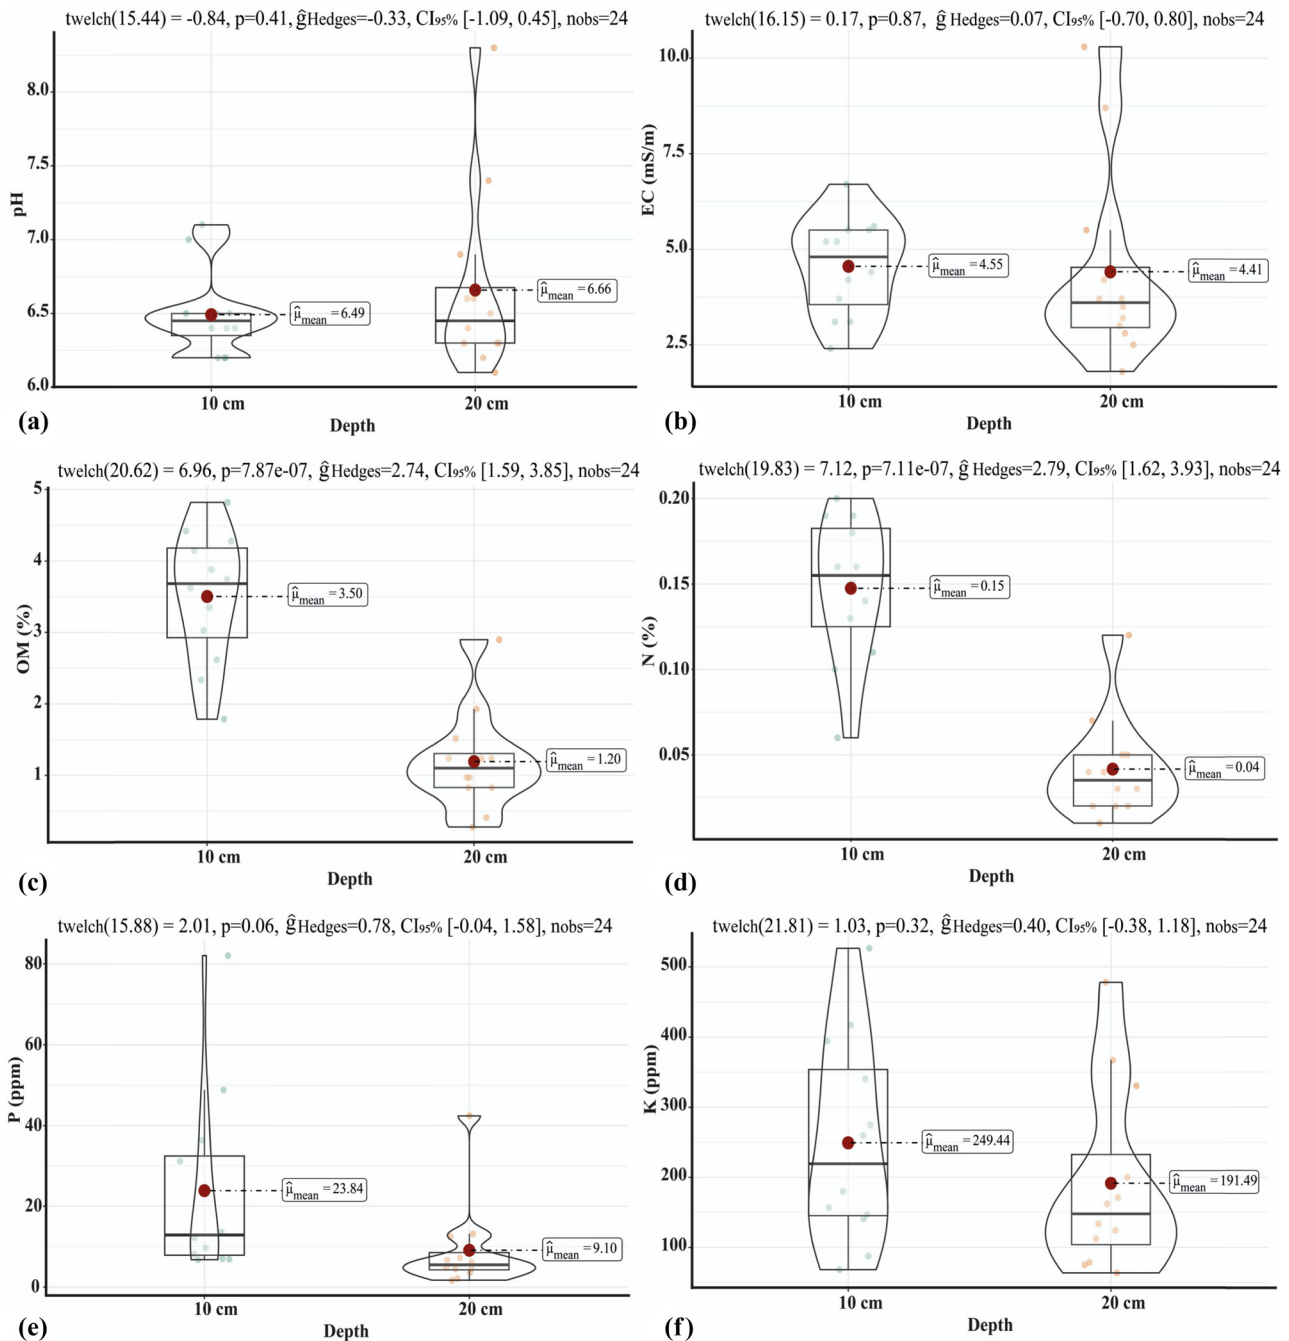 twelch(15.44) = -0.84, p=0.41, ĝHedges=-0.33, CI₉₅% [-1.09, 0.45], nobs=24
pH
8.0
7.5
7.0
6.5
6.0
μ̂mean = 6.49
μ̂mean = 6.66
10 cm
20 cm
Depth
(a)
twelch(16.15) = 0.17, p=0.87, ĝ Hedges=0.07, CI₉₅% [-0.70, 0.80], nobs=24
EC (mS/m)
10.0
7.5
5.0
2.5
μ̂mean = 4.55
μ̂mean = 4.41
10 cm
20 cm
Depth
(b)
twelch(20.62) = 6.96, p=7.87e-07, ĝHedges=2.74, CI₉₅% [1.59, 3.85], nobs=24
OM (%)
5
4
3
2
1
μ̂mean = 3.50
μ̂mean = 1.20
10 cm
20 cm
Depth
(c)
twelch(19.83) = 7.12, p=7.11e-07, ĝ Hedges=2.79, CI₉₅% [1.62, 3.93], nobs=24
N (%)
0.20
0.15
0.10
0.05
μ̂mean = 0.15
μ̂mean = 0.04
10 cm
20 cm
Depth
(d)
twelch(15.88) = 2.01, p=0.06, ĝHedges=0.78, CI₉₅% [-0.04, 1.58], nobs=24
P (ppm)
80
60
40
20
0
μ̂mean = 23.84
μ̂mean = 9.10
10 cm
20 cm
Depth
(e)
twelch(21.81) = 1.03, p=0.32, ĝHedges=0.40, CI₉₅% [-0.38, 1.18], nobs=24
K (ppm)
500
400
300
200
100
μ̂mean = 249.44
μ̂mean = 191.49
10 cm
20 cm
Depth
(f)